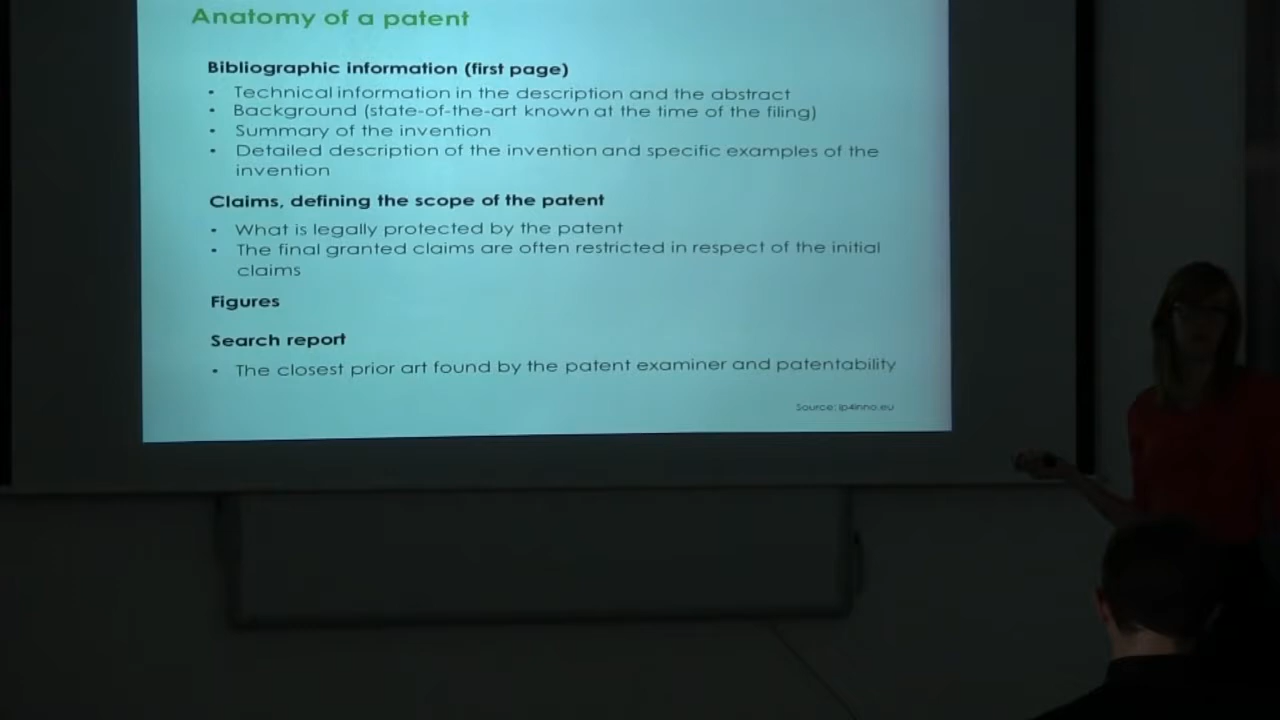 Anatomy of a patent
Bibliographic information (first page)
• Technical information in the description and the abstract
• Background (state-of-the-art known at the time of the filing)
• Summary of the invention
• Detailed description of the invention and specific examples of the
invention
Claims, defining the scope of the patent
• What is legally protected by the patent
• The final granted claims are often restricted in respect of the initial
claims
Figures
Search report
• The closest prior art found by the patent examiner and patentability
Source: ip4inno.eu